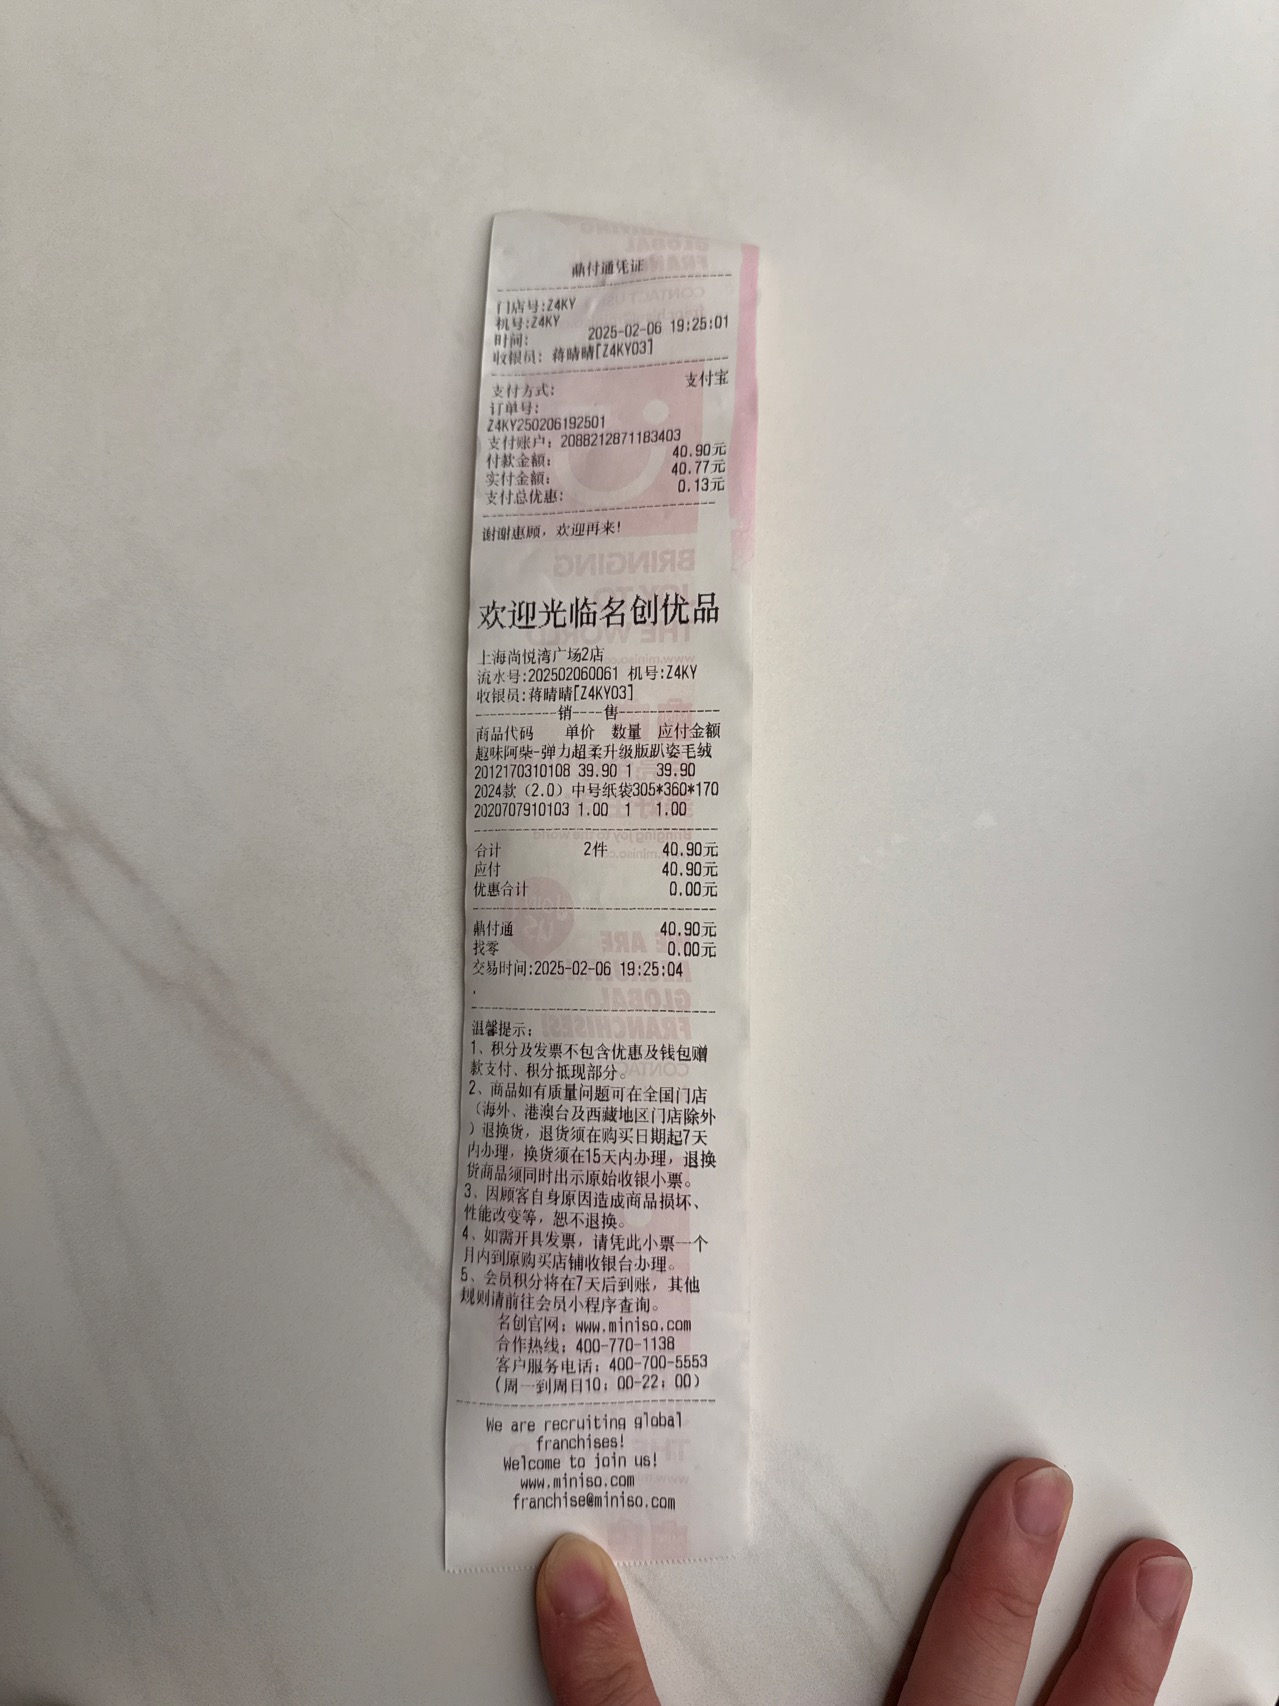 鼎付通凭证
门店号:Z4KY
机号:Z4KY
时间: 2025-02-06 19:25:01
收银员: 蒋晴晴[Z4KY03]
支付方式: 支付宝
订单号:
Z4KY250206192501
支付账户: 2088212871183403
付款金额: 40.90元
实付金额: 40.77元
支付总优惠: 0.13元
谢谢惠顾, 欢迎再来!
欢迎光临名创优品
上海尚悦湾广场2店
流水号:202502060061 机号:Z4KY
收银员:蒋晴晴[Z4KY03]
----------销----售------------
商品代码 单价 数量 应付金额
趣味阿柴-弹力超柔升级版趴姿毛绒
2012170310108 39.90 1 39.90
2024款(2.0)中号纸袋305*360*170
2020707910103 1.00 1 1.00
合计 2件 40.90元
应付 40.90元
优惠合计 0.00元
鼎付通 40.90元
找零 0.00元
交易时间:2025-02-06 19:25:04
.
温馨提示:
1、积分及发票不包含优惠及钱包赠
款支付、积分抵现部分。
2、商品如有质量问题可在全国门店
(海外、港澳台及西藏地区门店除外
)退换货, 退货须在购买日期起7天
内办理, 换货须在15天内办理, 退换
货商品须同时出示原始收银小票。
3、因顾客自身原因造成商品损坏、
性能改变等, 恕不退换。
4、如需开具发票, 请凭此小票一个
月内到原购买店铺收银台办理。
5、会员积分将在7天后到账, 其他
规则请前往会员小程序查询。
名创官网: www.miniso.com
合作热线: 400-770-1138
客户服务电话: 400-700-5553
(周一到周日10: 00-22: 00)
We are recruiting global
franchises!
Welcome to join us!
www.miniso.com
franchise@miniso.com